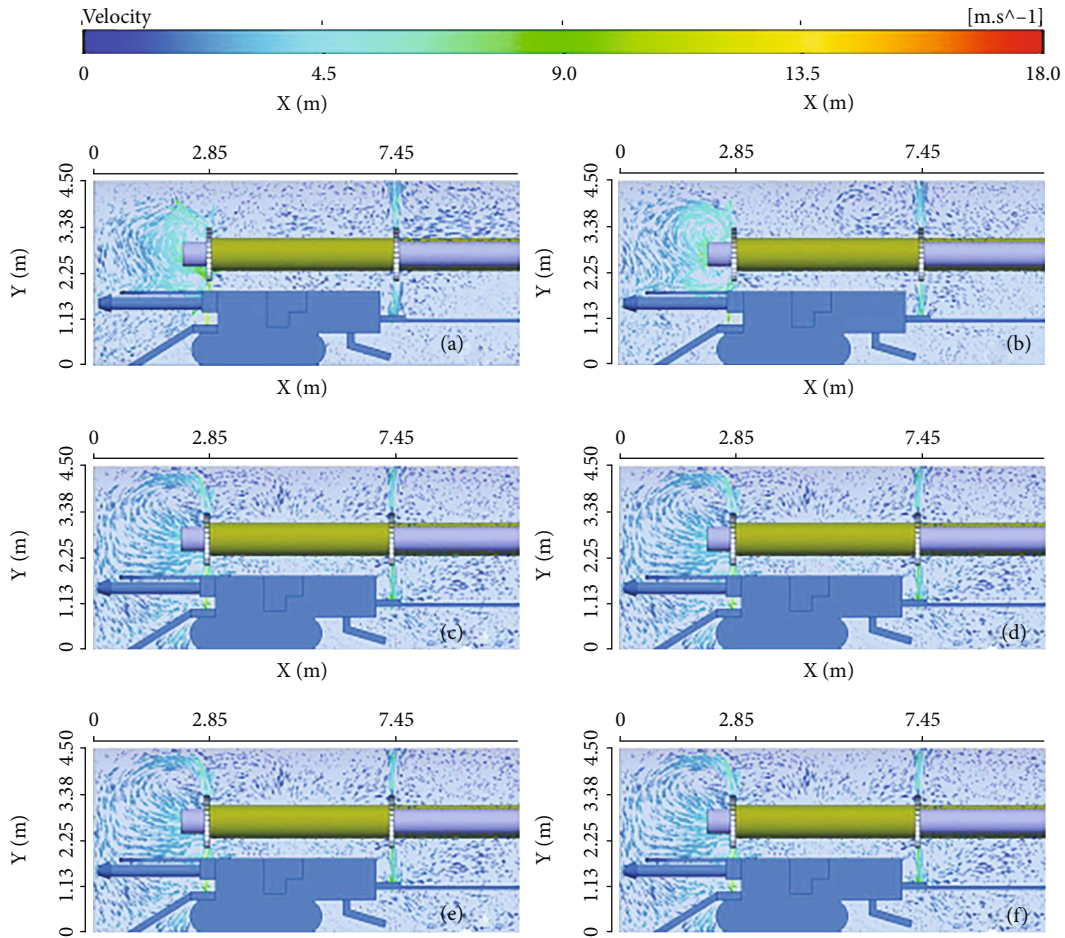 Velocity [m.s^–1]
0 4.5 9.0 13.5 18.0
X (m) X (m)
0 2.85 7.45 0 2.85 7.45
Y (m) 0 1.13 2.25 3.38 4.50 Y (m) 0 1.13 2.25 3.38 4.50
(a) (b)
X (m) X (m)
0 2.85 7.45 0 2.85 7.45
Y (m) 0 1.13 2.25 3.38 4.50 Y (m) 0 1.13 2.25 3.38 4.50
(c) (d)
X (m) X (m)
0 2.85 7.45 0 2.85 7.45
Y (m) 0 1.13 2.25 3.38 4.50 Y (m) 0 1.13 2.25 3.38 4.50
(e) (f)